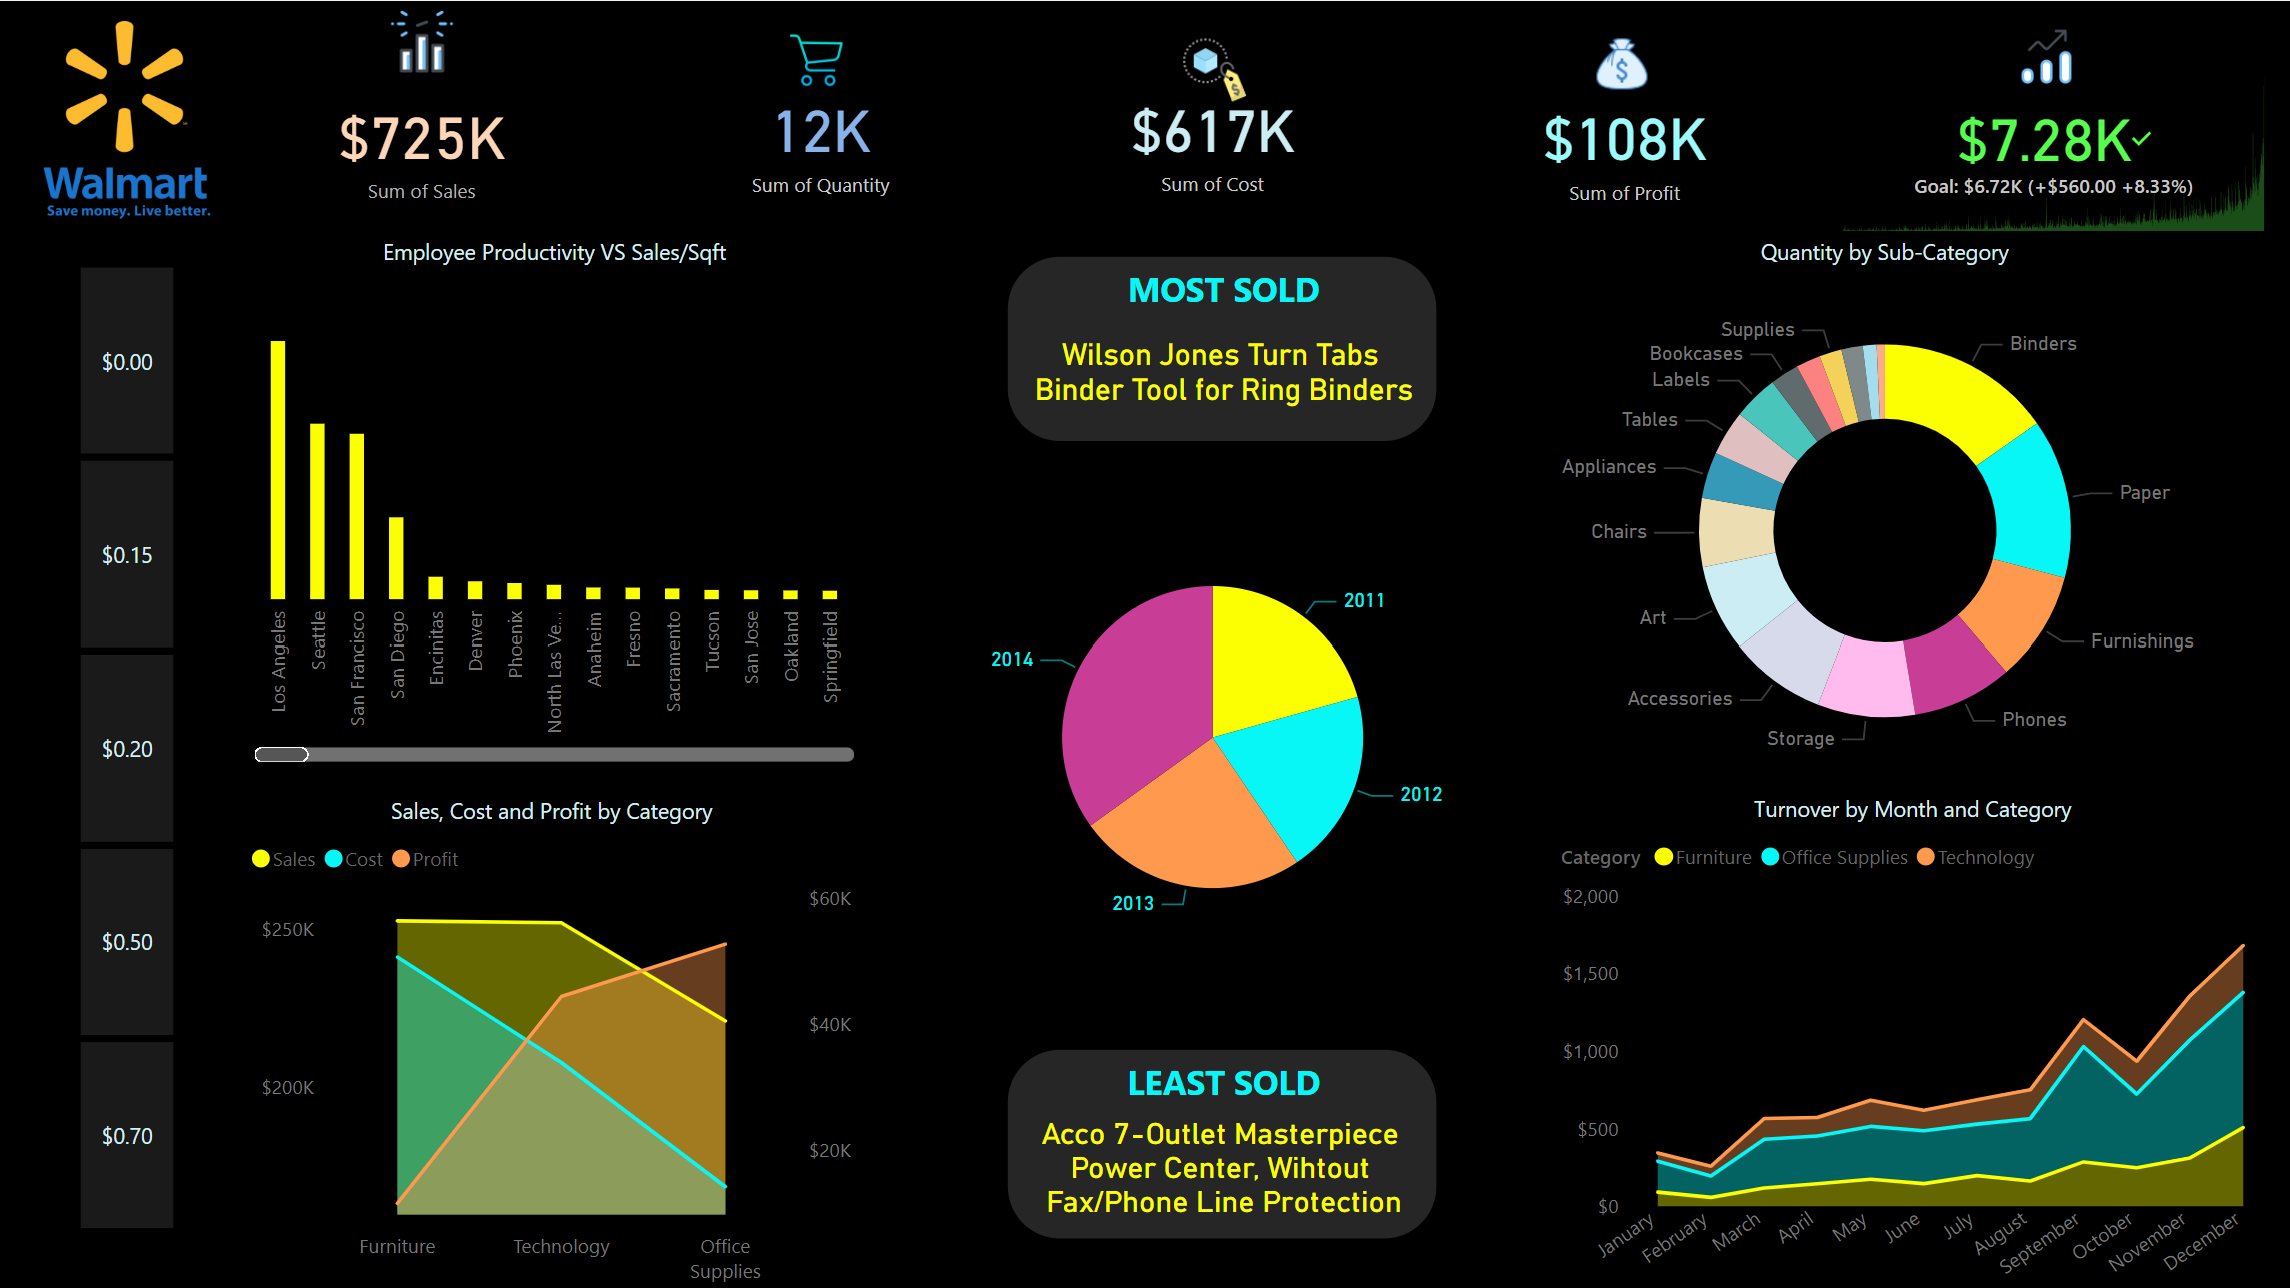 Walmart
Save money. Live better.
$725K
Sum of Sales
12K
Sum of Quantity
$617K
Sum of Cost
$108K
Sum of Profit
$7.28K
Goal: $6.72K (+$560.00 +8.33%)
$0.00
$0.15
$0.20
$0.50
$0.70
Employee Productivity VS Sales/Sqft
Los Angeles
Seattle
San Francisco
San Diego
Encinitas
Denver
Phoenix
North Las Ve...
Anaheim
Fresno
Sacramento
Tucson
San Jose
Oakland
Springfield
Sales, Cost and Profit by Category
Sales
Cost
Profit
$250K
$200K
$60K
$40K
$20K
Furniture
Technology
Office
Supplies
MOST SOLD
Wilson Jones Turn Tabs
Binder Tool for Ring Binders
2011
2012
2013
2014
LEAST SOLD
Acco 7-Outlet Masterpiece
Power Center, Wihtout
Fax/Phone Line Protection
Quantity by Sub-Category
Binders
Paper
Furnishings
Phones
Storage
Accessories
Art
Chairs
Appliances
Tables
Labels
Bookcases
Supplies
Turnover by Month and Category
Category
Furniture
Office Supplies
Technology
$2,000
$1,500
$1,000
$500
$0
January
February
March
April
May
June
July
August
September
October
November
December